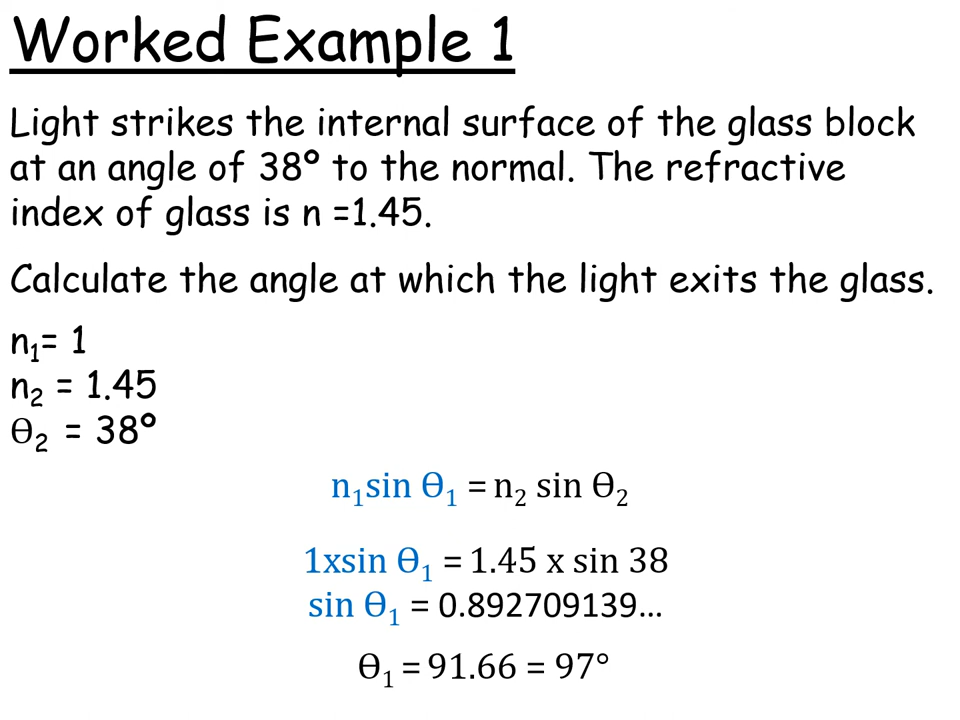 Worked Example 1
Light strikes the internal surface of the glass block
at an angle of 38º to the normal. The refractive
index of glass is n =1.45.
Calculate the angle at which the light exits the glass.
n₁= 1
n₂ = 1.45
ϴ₂ = 38º
n₁sin ϴ₁ = n₂ sin ϴ₂
1xsin ϴ₁ = 1.45 x sin 38
sin ϴ₁ = 0.892709139…
ϴ₁ = 91.66 = 97°